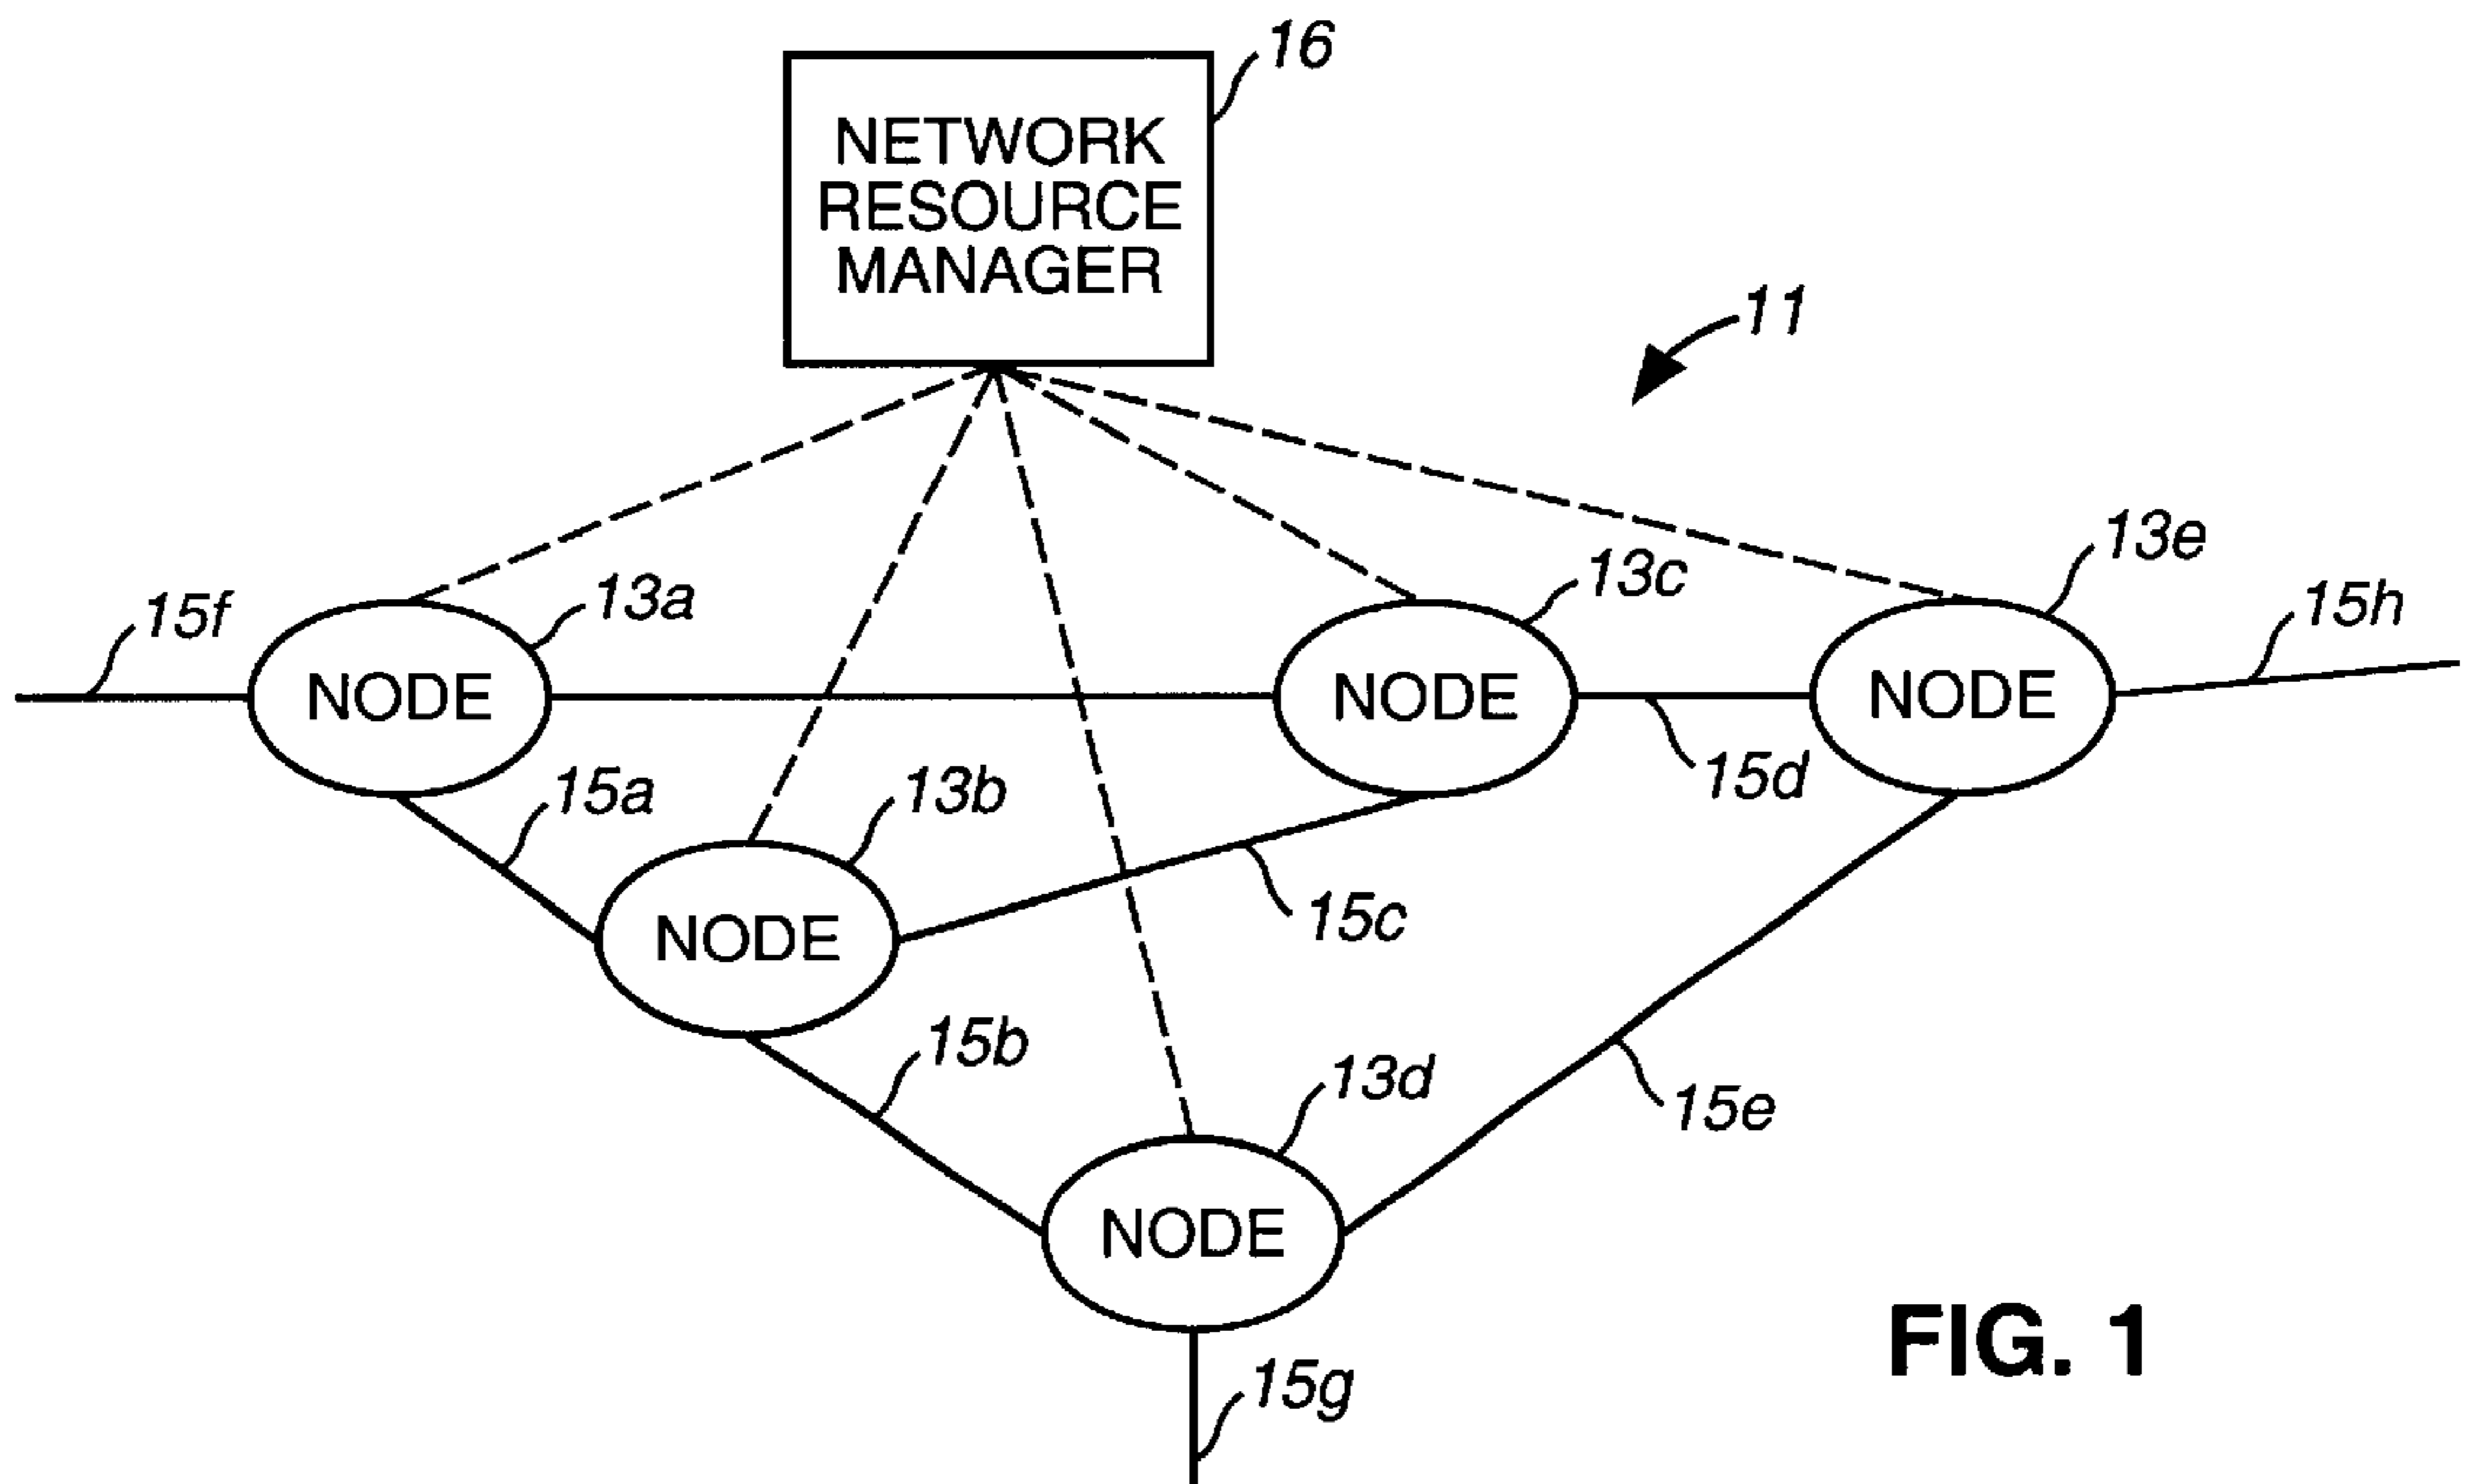 16
NETWORK
RESOURCE
MANAGER
11
13e
13c
15f
13a
15h
NODE
NODE
NODE
15d
15a
13b
15c
NODE
15b
13d
15e
NODE
FIG. 1
15g